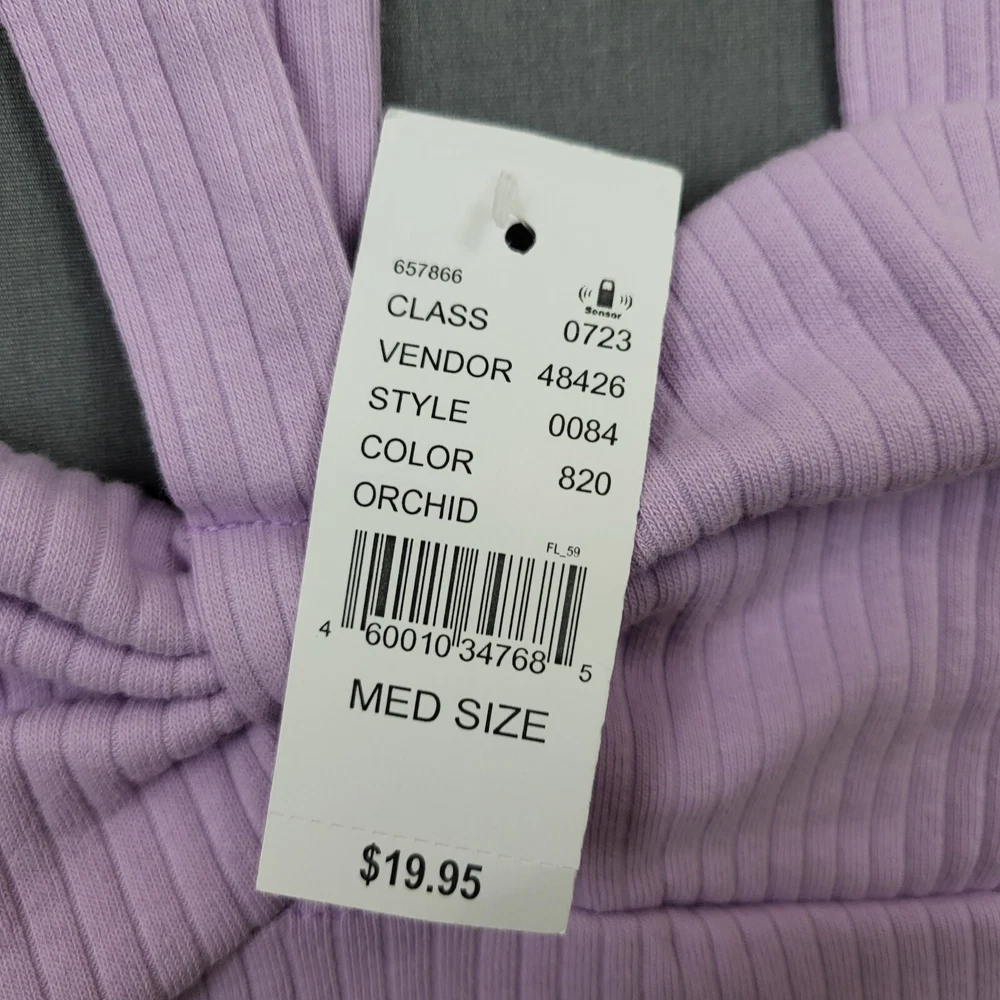 657866
Sensor
CLASS 0723
VENDOR 48426
STYLE 0084
COLOR 820
ORCHID
FL_59
4 60010 34768 5
MED SIZE
$19.95